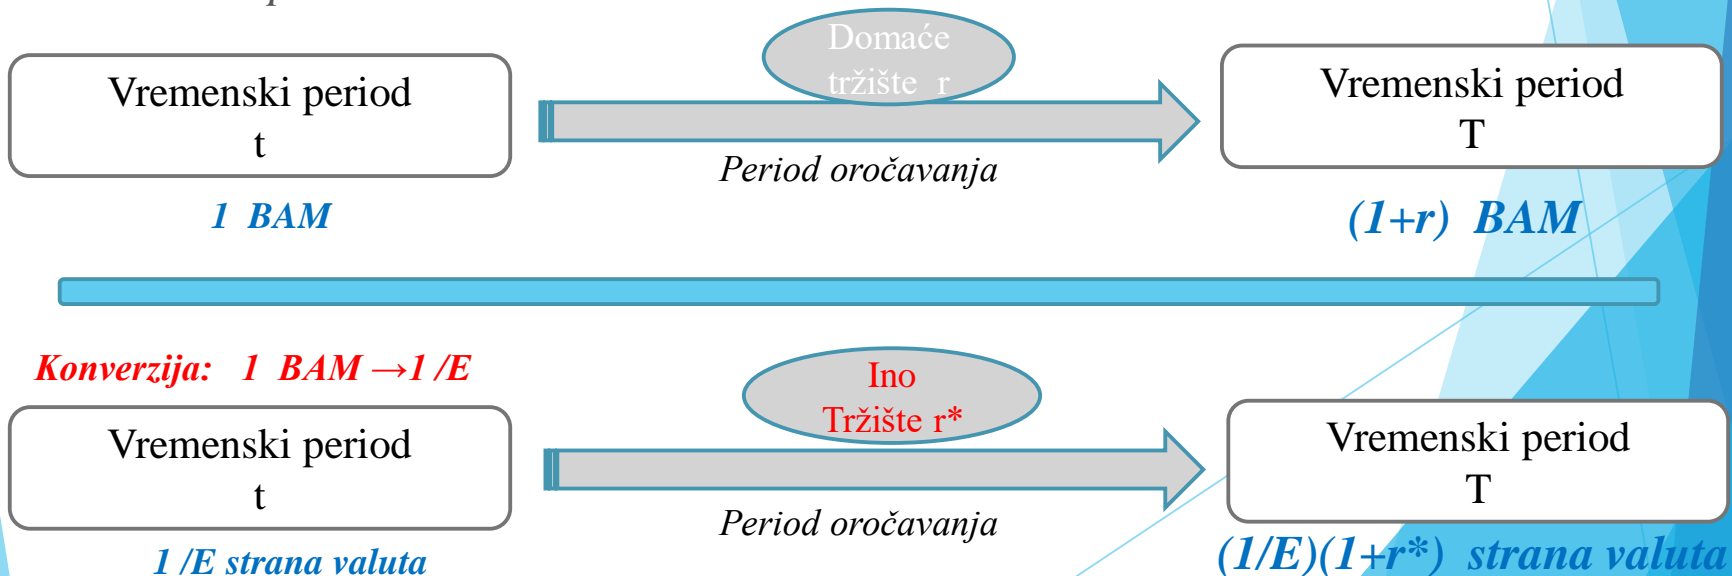 Domaće
tržište r
Vremenski period
t
Vremenski period
T
Period oročavanja
1 BAM
(1+r) BAM
Konverzija: 1 BAM →1 /E
Ino
Tržište r*
Vremenski period
t
Vremenski period
T
Period oročavanja
1 /E strana valuta
(1/E)(1+r*) strana valuta